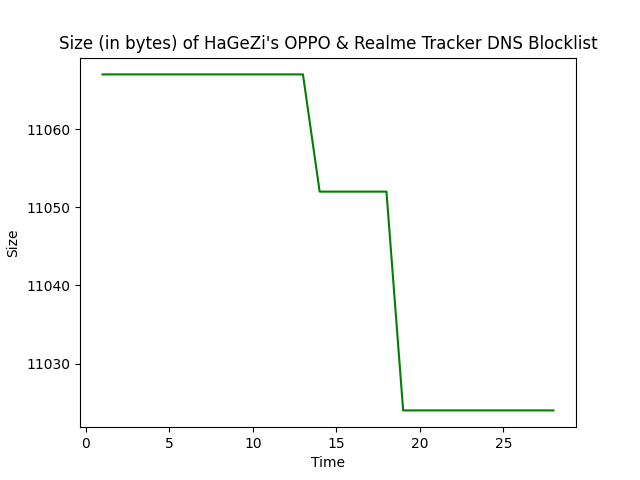 Size (in bytes) of HaGeZi's OPPO & Realme Tracker DNS Blocklist
11060
11050
11040
11030
Size
0 5 10 15 20 25
Time